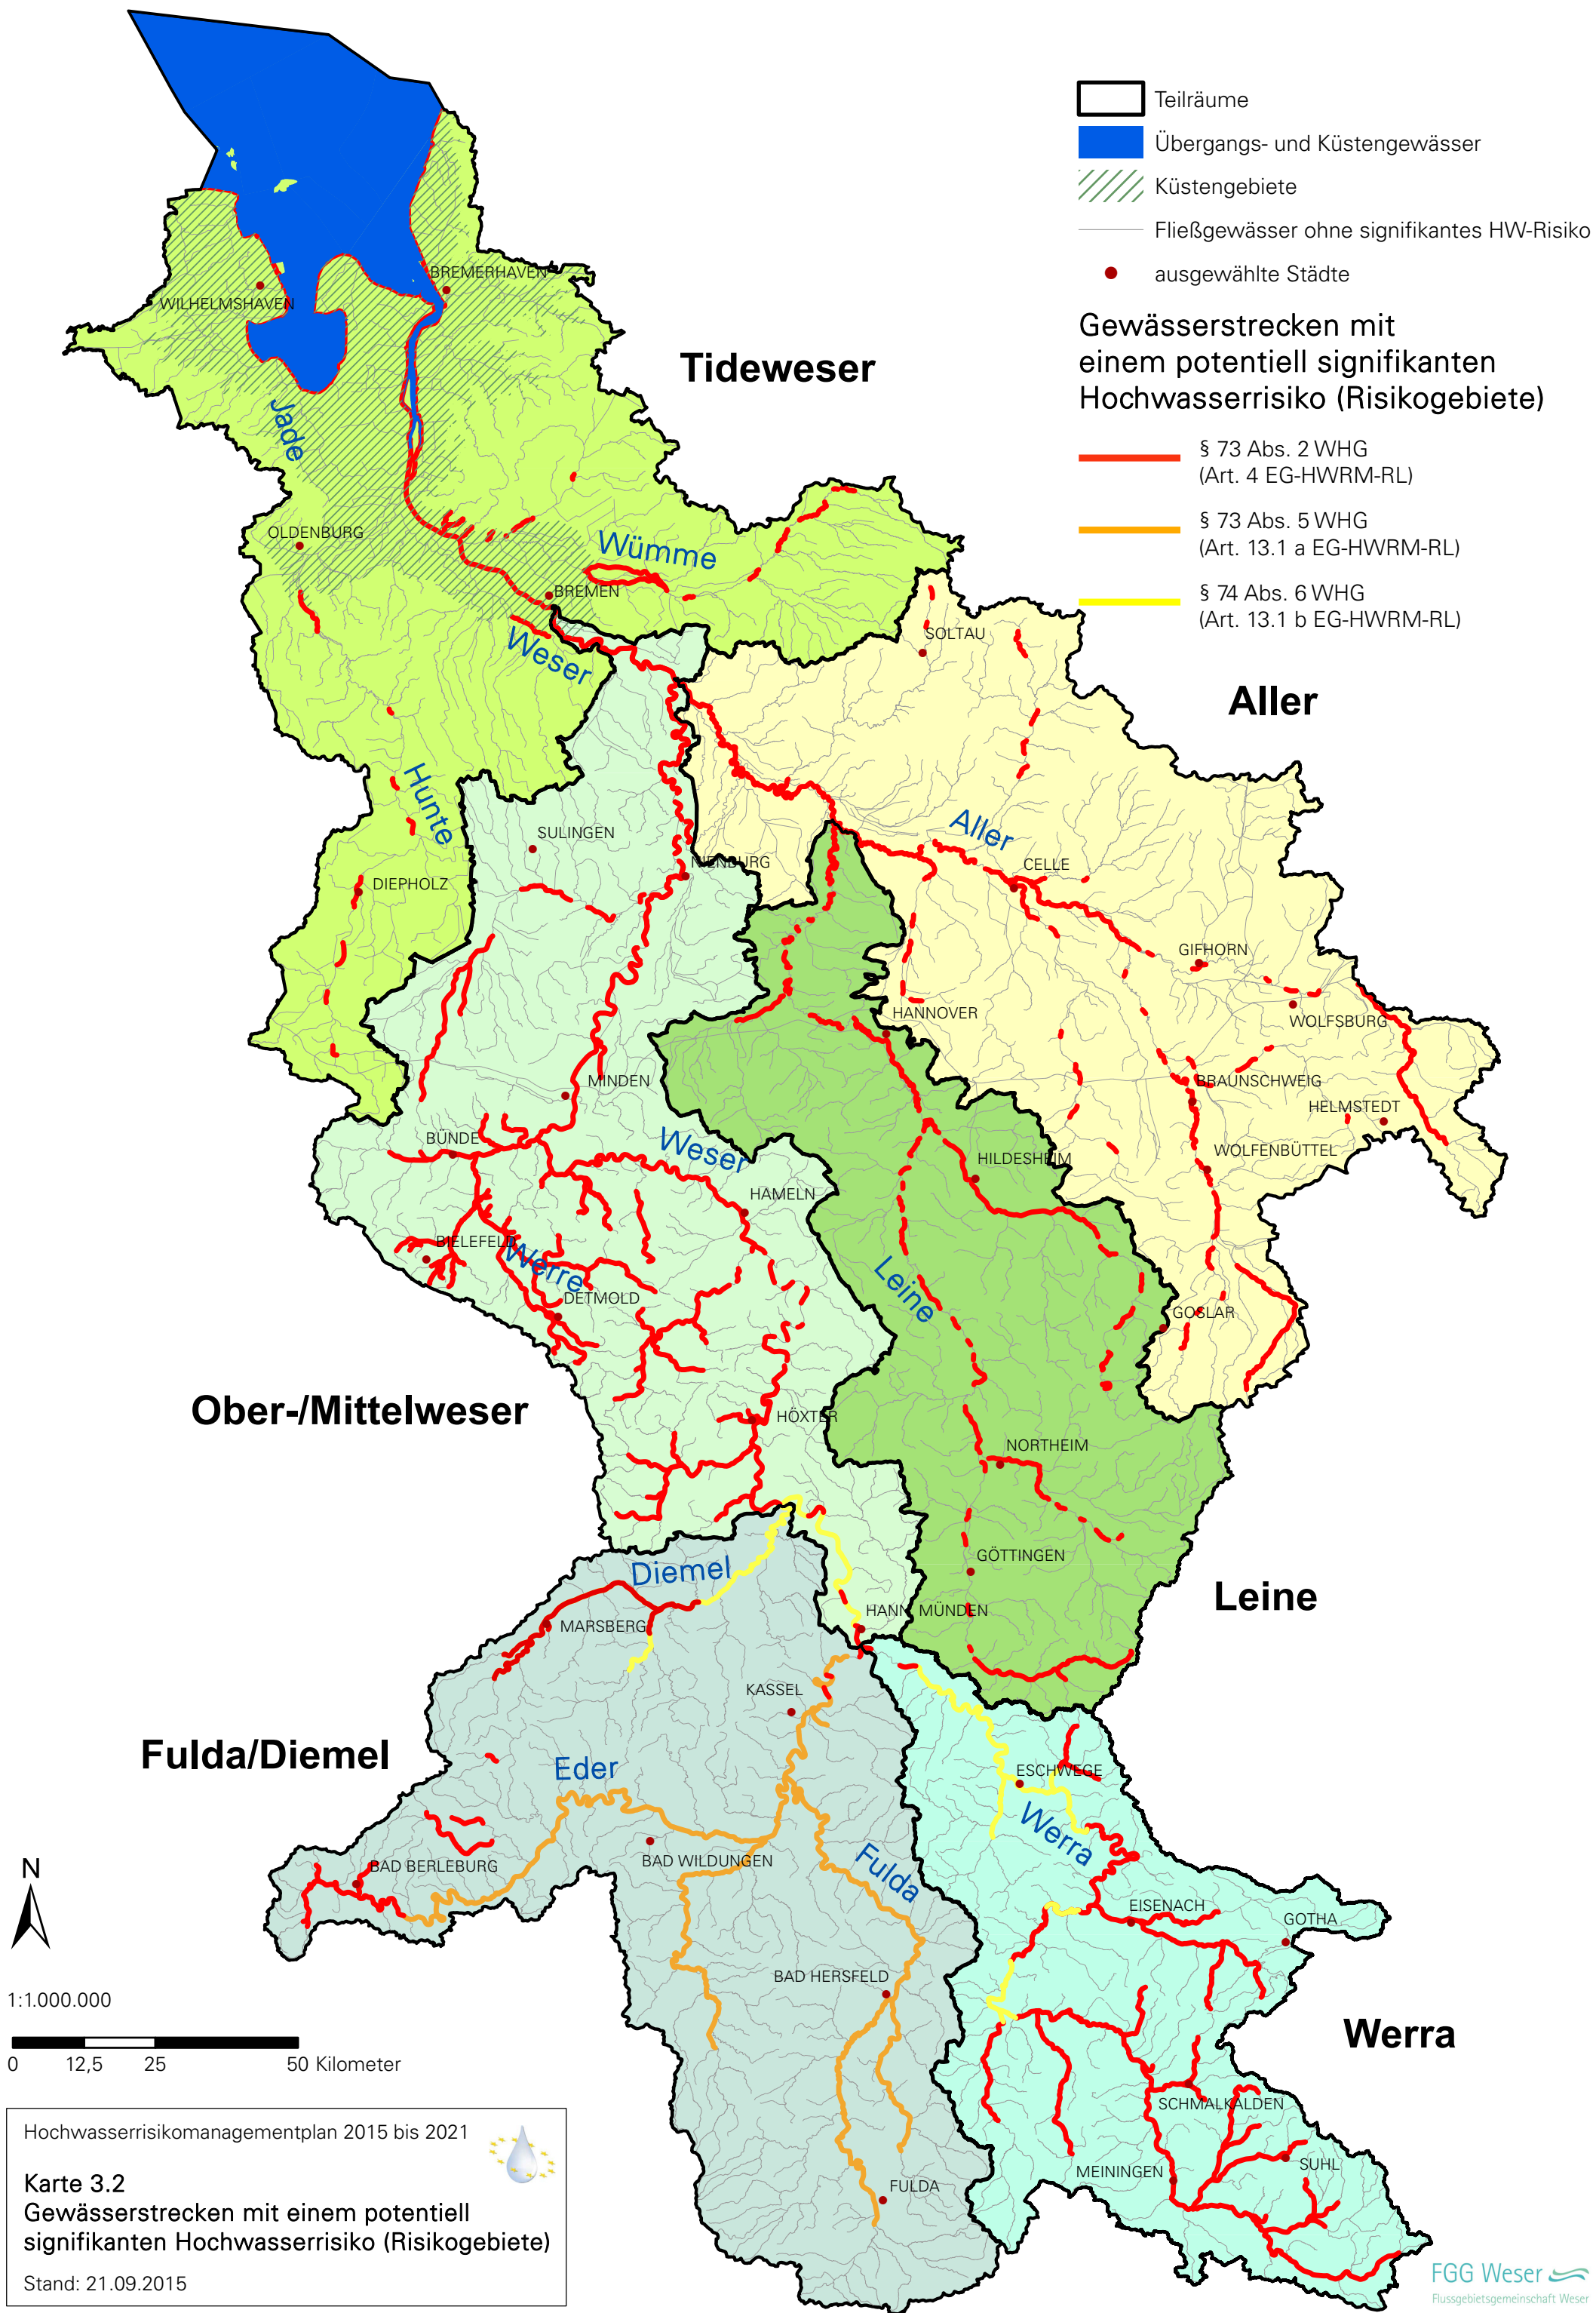 Teilräume
Übergangs- und Küstengewässer
Küstengebiete
Fließgewässer ohne signifikantes HW-Risiko
ausgewählte Städte
Gewässerstrecken mit
einem potentiell signifikanten
Hochwasserrisiko (Risikogebiete)
§ 73 Abs. 2 WHG
(Art. 4 EG-HWRM-RL)
§ 73 Abs. 5 WHG
(Art. 13.1 a EG-HWRM-RL)
§ 74 Abs. 6 WHG
(Art. 13.1 b EG-HWRM-RL)
BREMERHAVEN
WILHELMSHAVEN
Tideweser
Jade
OLDENBURG
Wümme
BREMEN
Weser
SOLTAU
Aller
Hunte
SULINGEN
Aller
NIENBURG
CELLE
DIEPHOLZ
GIFHORN
HANNOVER
WOLFSBURG
MINDEN
BRAUNSCHWEIG
HELMSTEDT
BÜNDE
Weser
WOLFENBÜTTEL
HILDESHEIM
HAMELN
BIELEFELD
Werre
Leine
DETMOLD
GOSLAR
Ober-/Mittelweser
HÖXTER
NORTHEIM
GÖTTINGEN
Diemel
Leine
HANN. MÜNDEN
MARSBERG
KASSEL
Fulda/Diemel
Eder
ESCHWEGE
Werra
BAD WILDUNGEN
BAD BERLEBURG
Fulda
N
EISENACH
GOTHA
BAD HERSFELD
1:1.000.000
Werra
0 12,5 25 50 Kilometer
SCHMALKALDEN
Hochwasserrisikomanagementplan 2015 bis 2021
SUHL
MEININGEN
Karte 3.2
FULDA
Gewässerstrecken mit einem potentiell
signifikanten Hochwasserrisiko (Risikogebiete)
Stand: 21.09.2015
FGG Weser
Flussgebietsgemeinschaft Weser